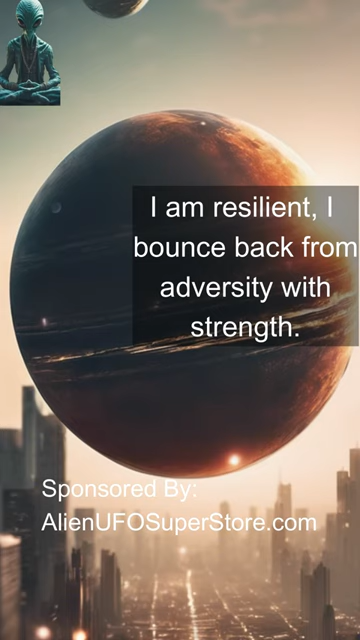 I am resilient, I
bounce back from
adversity with
strength.
Sponsored By:
AlienUFOSuperStore.com